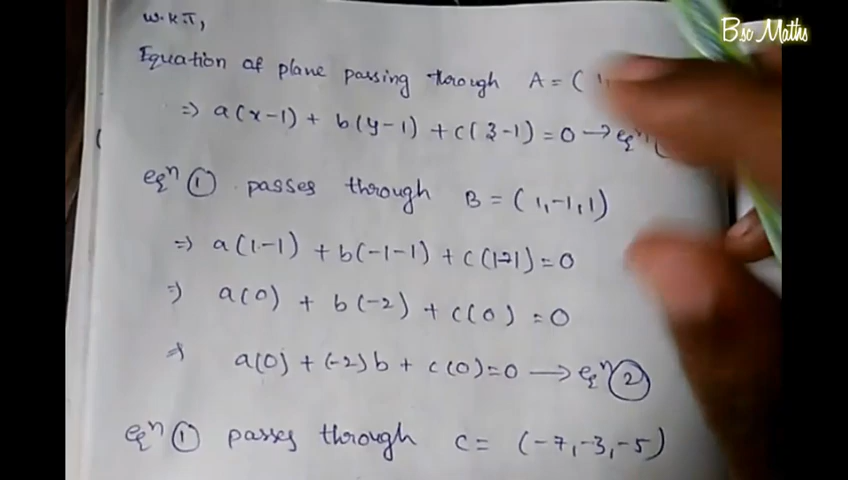 Bsc Maths
W.K.T,
Equation of plane passing through A = ( 1,
=> a(x-1) + b(y-1) + c(z-1) = 0 → eqⁿ
eqⁿ ① passes through B = (1,-1,1)
=> a(1-1) + b(-1-1) + c(1-1) = 0
=> a(0) + b(-2) + c(0) = 0
=> a(0) + (-2)b + c(0) = 0 → eqⁿ ②
eqⁿ ① passes through C = (-7,-3,-5)